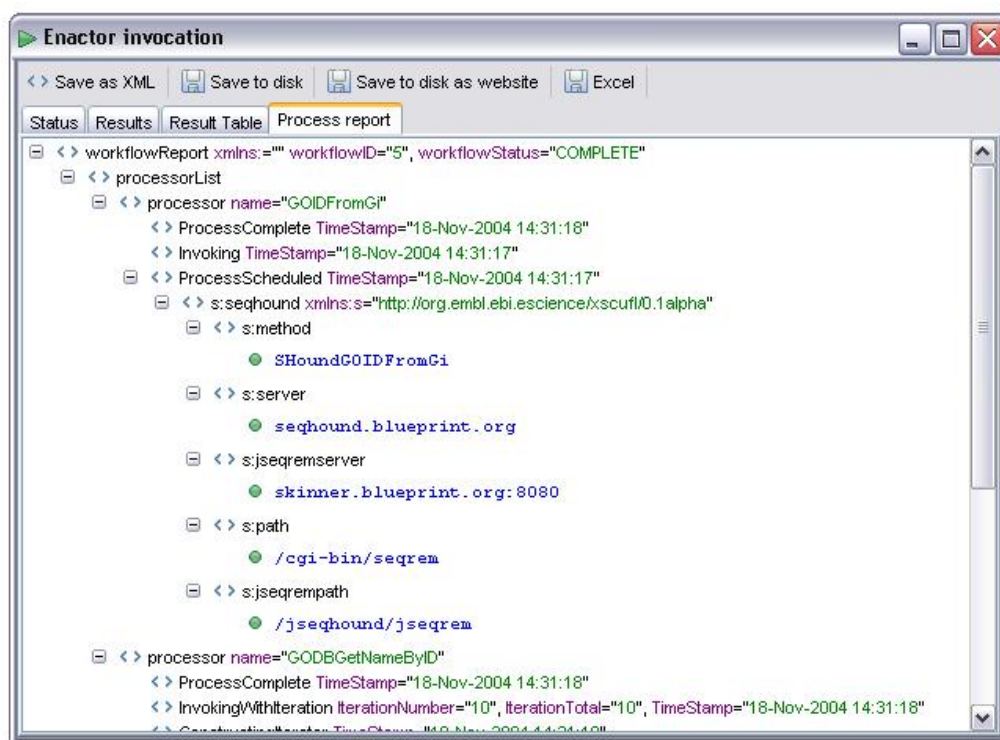 Enactor invocation
<> Save as XML Save to disk Save to disk as website Excel
Status Results Result Table Process report
<> workflowReport xmlns:="" workflowID="5", workflowStatus="COMPLETE"
<> processorList
<> processor name="GOIDFromGi"
<> ProcessComplete TimeStamp="18-Nov-2004 14:31:18"
<> Invoking TimeStamp="18-Nov-2004 14:31:17"
<> ProcessScheduled TimeStamp="18-Nov-2004 14:31:17"
<> s:seqhound xmlns:s="http://org.embl.ebi.escience/xscufl/0.1alpha"
<> s:method
SHoundGOIDFromGi
<> s:server
seqhound.blueprint.org
<> s:jseqremserver
skinner.blueprint.org:8080
<> s:path
/cgi-bin/seqrem
<> s:jseqrempath
/jseqhound/jseqrem
<> processor name="GODBGetNameByID"
<> ProcessComplete TimeStamp="18-Nov-2004 14:31:18"
<> InvokingWithIteration IterationNumber="10", IterationTotal="10", TimeStamp="18-Nov-2004 14:31:18"